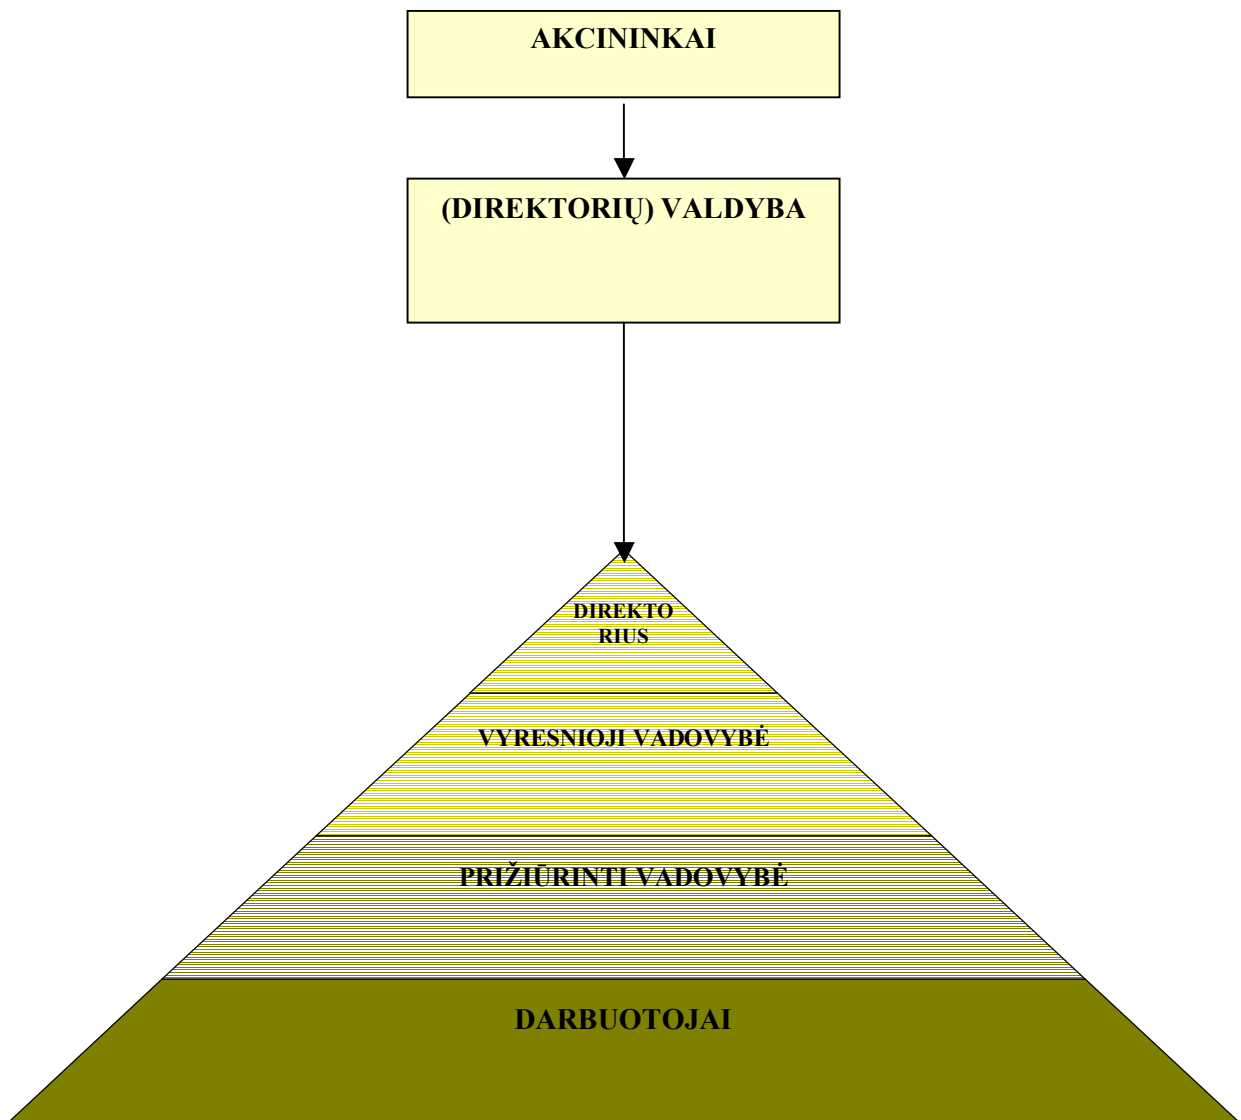 AKCININKAI
(DIREKTORIŲ) VALDYBA
DIREKTO
RIUS
VYRESNIOJI VADOVYBĖ
PRIŽIŪRINTI VADOVYBĖ
DARBUOTOJAI